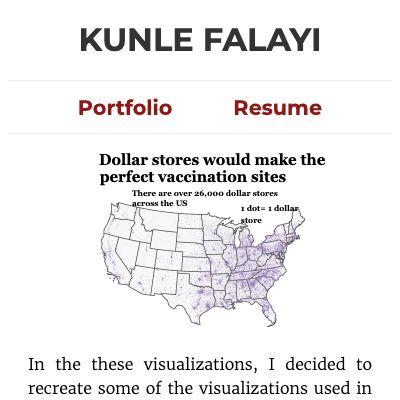 KUNLE FALAYI
Portfolio Resume
Dollar stores would make the
perfect vaccination sites
There are over 26,000 dollar stores
across the US
1 dot= 1 dollar
store
In the these visualizations, I decided to
recreate some of the visualizations used in